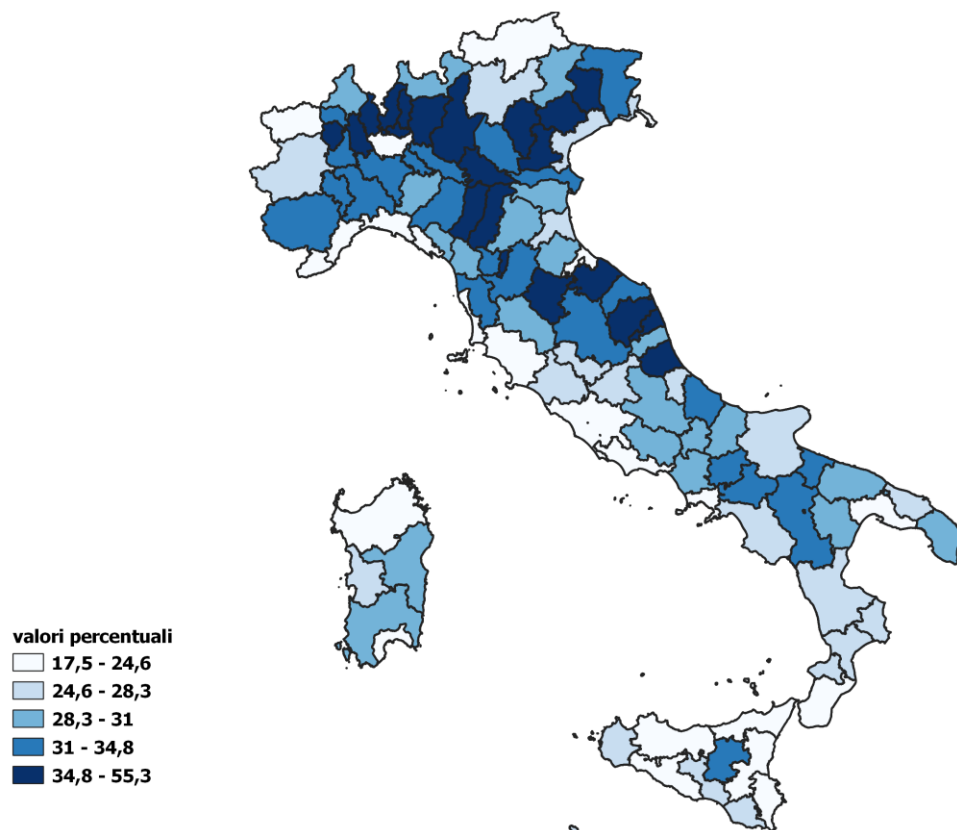 valori percentuali
17,5 - 24,6
24,6 - 28,3
28,3 - 31
31 - 34,8
34,8 - 55,3